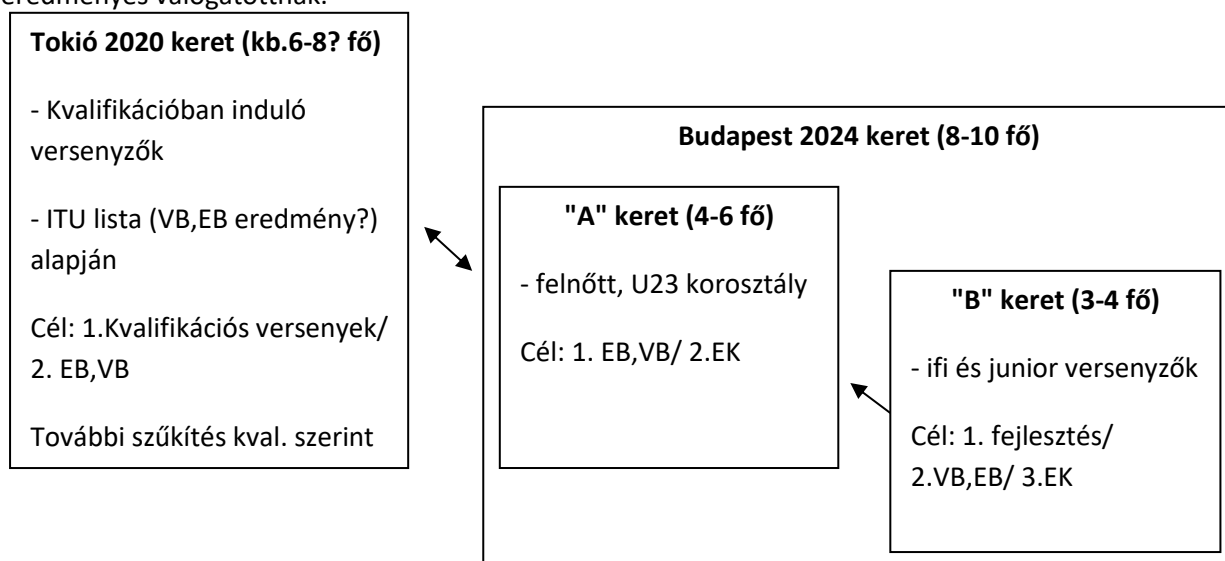 eredményes válogatottnak.
Tokió 2020 keret (kb.6-8? fő)
- Kvalifikációban induló
versenyzők
- ITU lista (VB,EB eredmény?)
alapján
Cél: 1.Kvalifikációs versenyek/
2. EB,VB
További szűkítés kval. szerint
Budapest 2024 keret (8-10 fő)
"A" keret (4-6 fő)
- felnőtt, U23 korosztály
Cél: 1. EB,VB/ 2.EK
"B" keret (3-4 fő)
- ifi és junior versenyzők
Cél: 1. fejlesztés/
2.VB,EB/ 3.EK